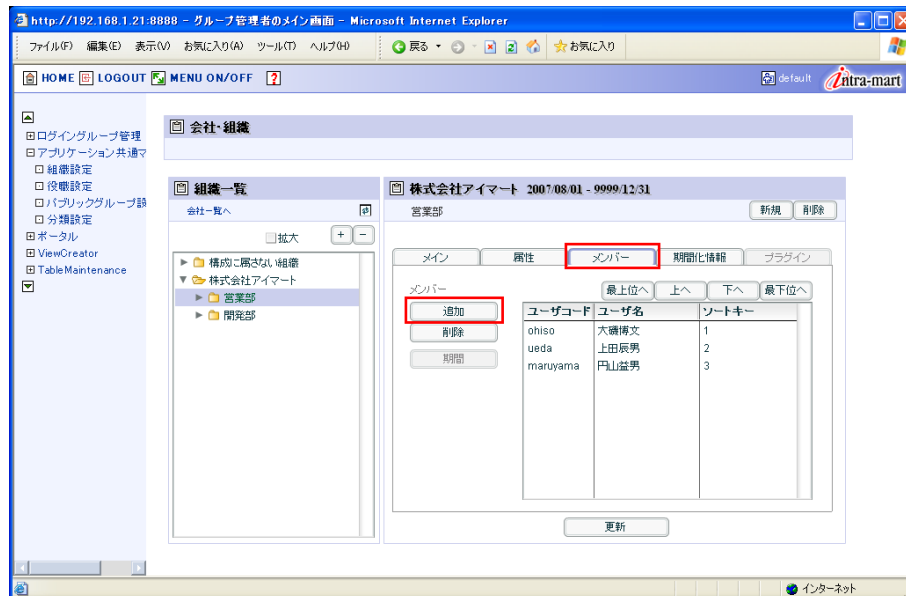 http://192.168.1.21:8888 - グループ管理者のメイン画面 - Microsoft Internet Explorer
ファイル(F) 編集(E) 表示(V) お気に入り(A) ツール(T) ヘルプ(H) 戻る お気に入り
HOME LOGOUT MENU ON/OFF ? default intra-mart
ログイングループ管理
アプリケーション共通マ
組織設定
役職設定
パブリックグループ設
分類設定
ポータル
ViewCreator
TableMaintenance
会社・組織
組織一覧
会社一覧へ
拡大 + -
構成に属さない組織
株式会社アイマート
営業部
開発部
株式会社アイマート 2007/08/01 - 9999/12/31
営業部 新規 削除
メイン 属性 メンバー 期間化情報 プラグイン
メンバー 最上位へ 上へ 下へ 最下位へ
追加
削除
期間
ユーザコード ユーザ名 ソートキー
ohiso 大磯博文 1
ueda 上田辰男 2
maruyama 円山益男 3
更新
インターネット